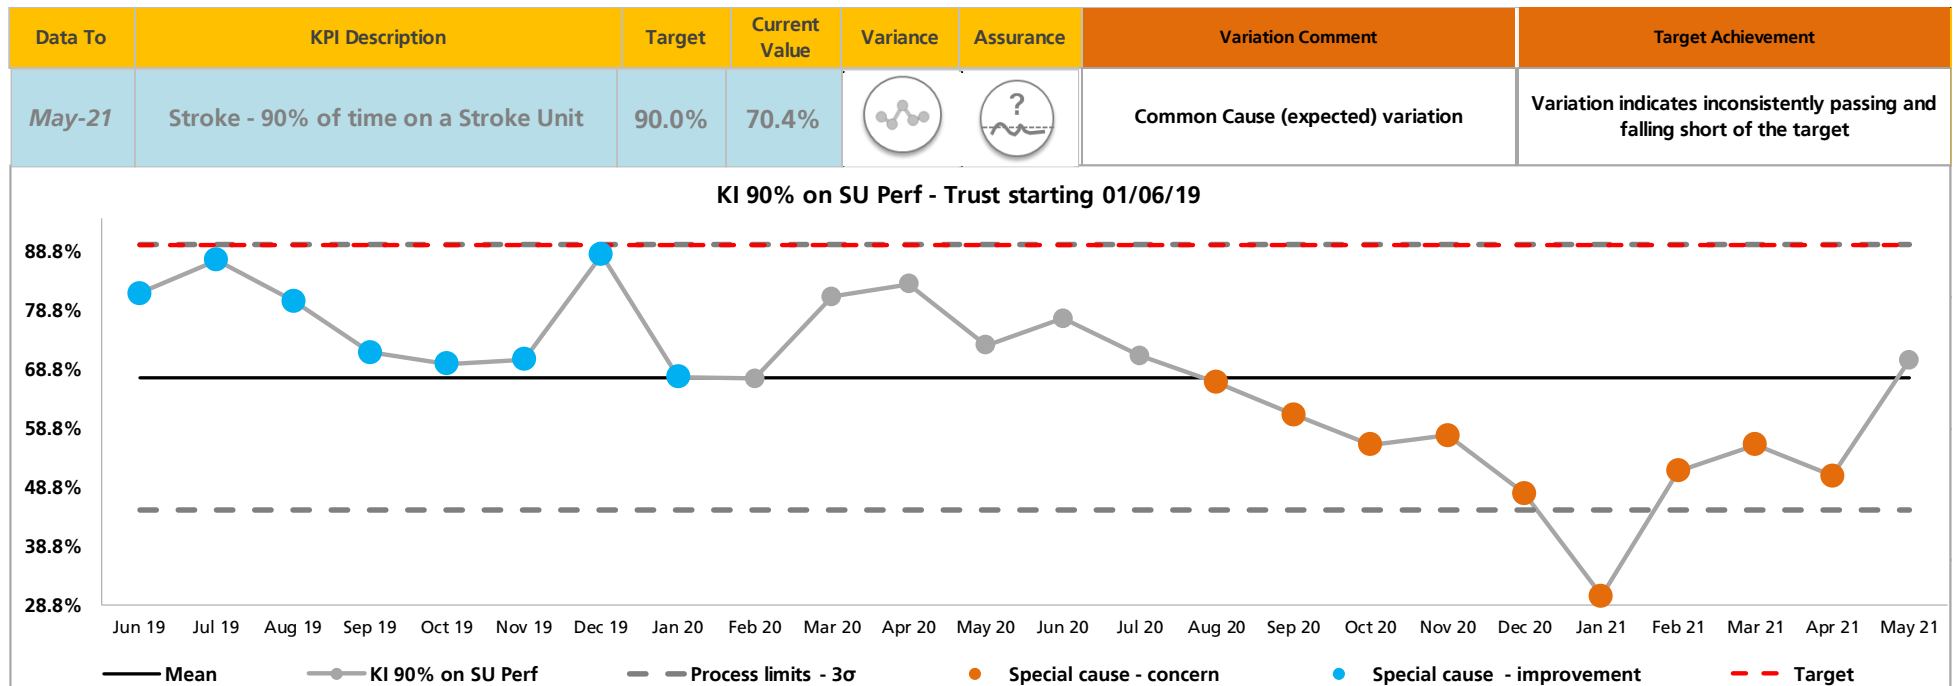 Data To KPI Description Target Current Value Variance Assurance Variation Comment Target Achievement
May-21 Stroke - 90% of time on a Stroke Unit 90.0% 70.4% ? Common Cause (expected) variation Variation indicates inconsistently passing and
falling short of the target
KI 90% on SU Perf - Trust starting 01/06/19
88.8%
78.8%
68.8%
58.8%
48.8%
38.8%
28.8%
Jun 19 Jul 19 Aug 19 Sep 19 Oct 19 Nov 19 Dec 19 Jan 20 Feb 20 Mar 20 Apr 20 May 20 Jun 20 Jul 20 Aug 20 Sep 20 Oct 20 Nov 20 Dec 20 Jan 21 Feb 21 Mar 21 Apr 21 May 21
Mean KI 90% on SU Perf Process limits - 3σ Special cause - concern Special cause - improvement Target